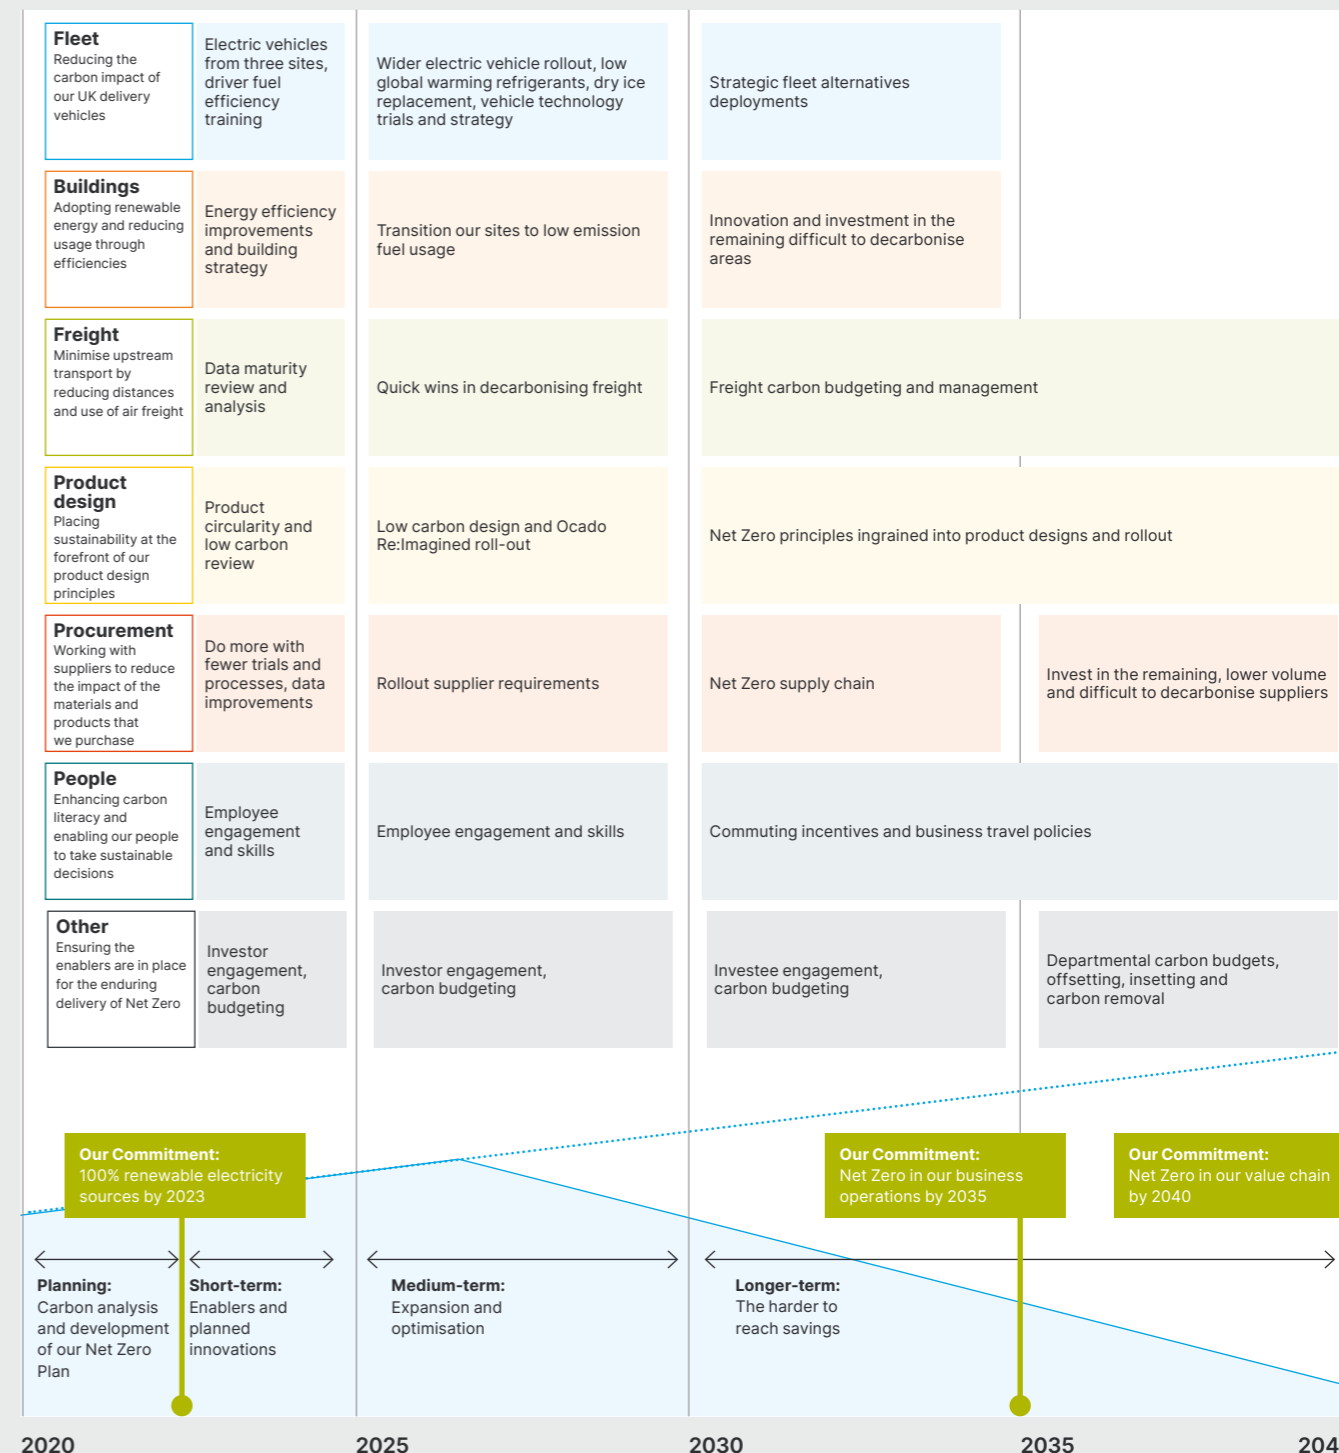 Fleet
Reducing the
carbon impact of
our UK delivery
vehicles
Electric vehicles
from three sites,
driver fuel
efficiency
training
Wider electric vehicle rollout, low
global warming refrigerants, dry ice
replacement, vehicle technology
trials and strategy
Strategic fleet alternatives
deployments
Buildings
Adopting renewable
energy and reducing
usage through
efficiencies
Energy efficiency
improvements
and building
strategy
Transition our sites to low emission
fuel usage
Innovation and investment in the
remaining difficult to decarbonise
areas
Freight
Minimise upstream
transport by
reducing distances
and use of air freight
Data maturity
review and
analysis
Quick wins in decarbonising freight
Freight carbon budgeting and management
Product
design
Placing
sustainability at the
forefront of our
product design
principles
Product
circularity and
low carbon
review
Low carbon design and Ocado
Re:Imagined roll-out
Net Zero principles ingrained into product designs and rollout
Procurement
Working with
suppliers to reduce
the impact of the
materials and
products that
we purchase
Do more with
fewer trials and
processes, data
improvements
Rollout supplier requirements
Net Zero supply chain
Invest in the remaining, lower volume
and difficult to decarbonise suppliers
People
Enhancing carbon
literacy and
enabling our people
to take sustainable
decisions
Employee
engagement
and skills
Employee engagement and skills
Commuting incentives and business travel policies
Other
Ensuring the
enablers are in place
for the enduring
delivery of Net Zero
Investor
engagement,
carbon
budgeting
Investor engagement,
carbon budgeting
Investee engagement,
carbon budgeting
Departmental carbon budgets,
offsetting, insetting and
carbon removal
Our Commitment:
100% renewable electricity
sources by 2023
Our Commitment:
Net Zero in our business
operations by 2035
Our Commitment:
Net Zero in our value chain
by 2040
Planning:
Carbon analysis
and development
of our Net Zero
Plan
Short-term:
Enablers and
planned
innovations
Medium-term:
Expansion and
optimisation
Longer-term:
The harder to
reach savings
2020
2025
2030
2035